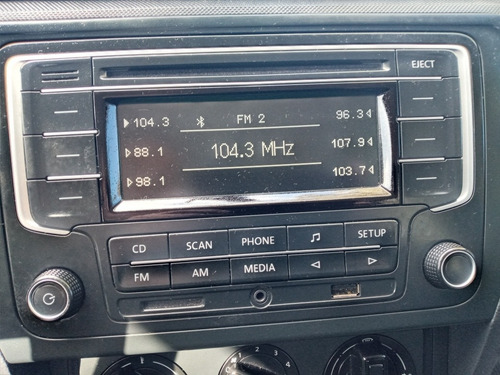 EJECT
104.3 FM 2 96.3
88.1 104.3 MHz 107.9
98.1 103.7
CD SCAN PHONE SETUP
FM AM MEDIA